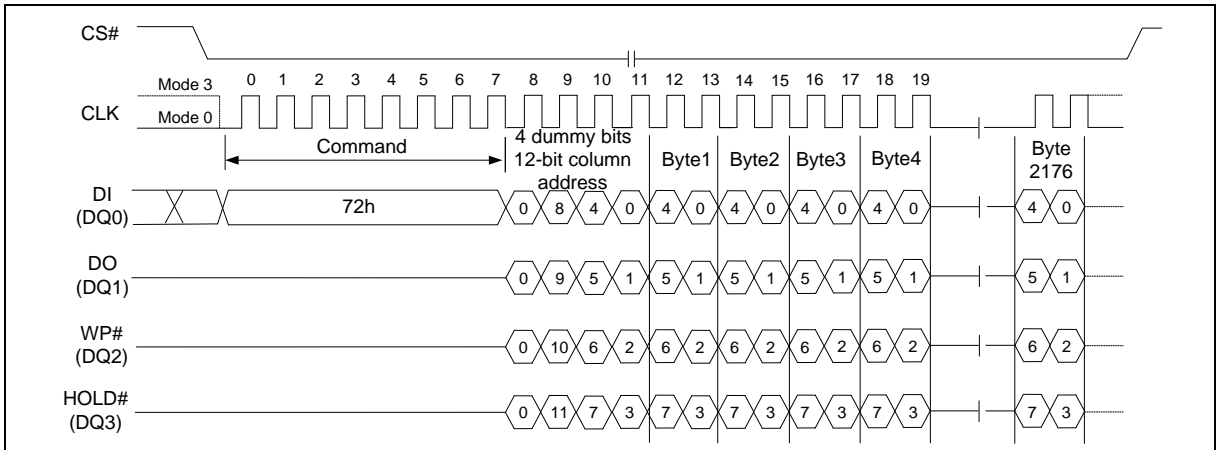 CS#
Mode 3 0 1 2 3 4 5 6 7 8 9 10 11 12 13 14 15 16 17 18 19
CLK
Mode 0
Command
4 dummy bits
12-bit column
address
Byte1 Byte2 Byte3 Byte4
Byte
2176
DI
(DQ0)
72h 0 8 4 0 4 0 4 0 4 0 4 0 4 0
DO
(DQ1)
0 9 5 1 5 1 5 1 5 1 5 1 5 1
WP#
(DQ2)
0 10 6 2 6 2 6 2 6 2 6 2 6 2
HOLD#
(DQ3)
0 11 7 3 7 3 7 3 7 3 7 3 7 3